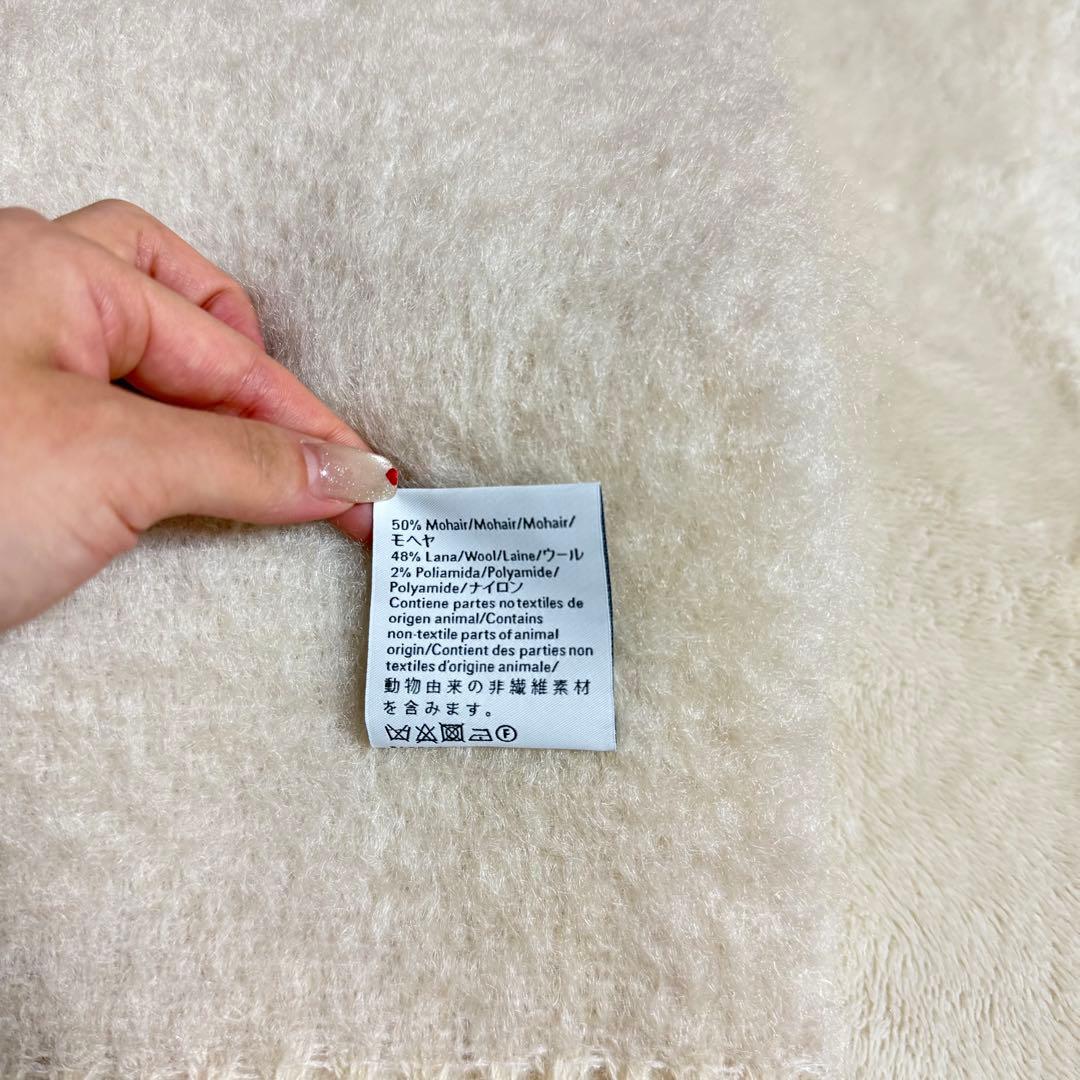 50% Mohair/Mohair/Mohair/
モヘヤ
48% Lana/Wool/Laine/ウール
2% Poliamida/Polyamide/
Polyamide/ナイロン
Contiene partes no textiles de
origen animal/Contains
non-textile parts of animal
origin/Contient des parties non
textiles d'origine animale/
動物由来の非繊維素材
を含みます。
F